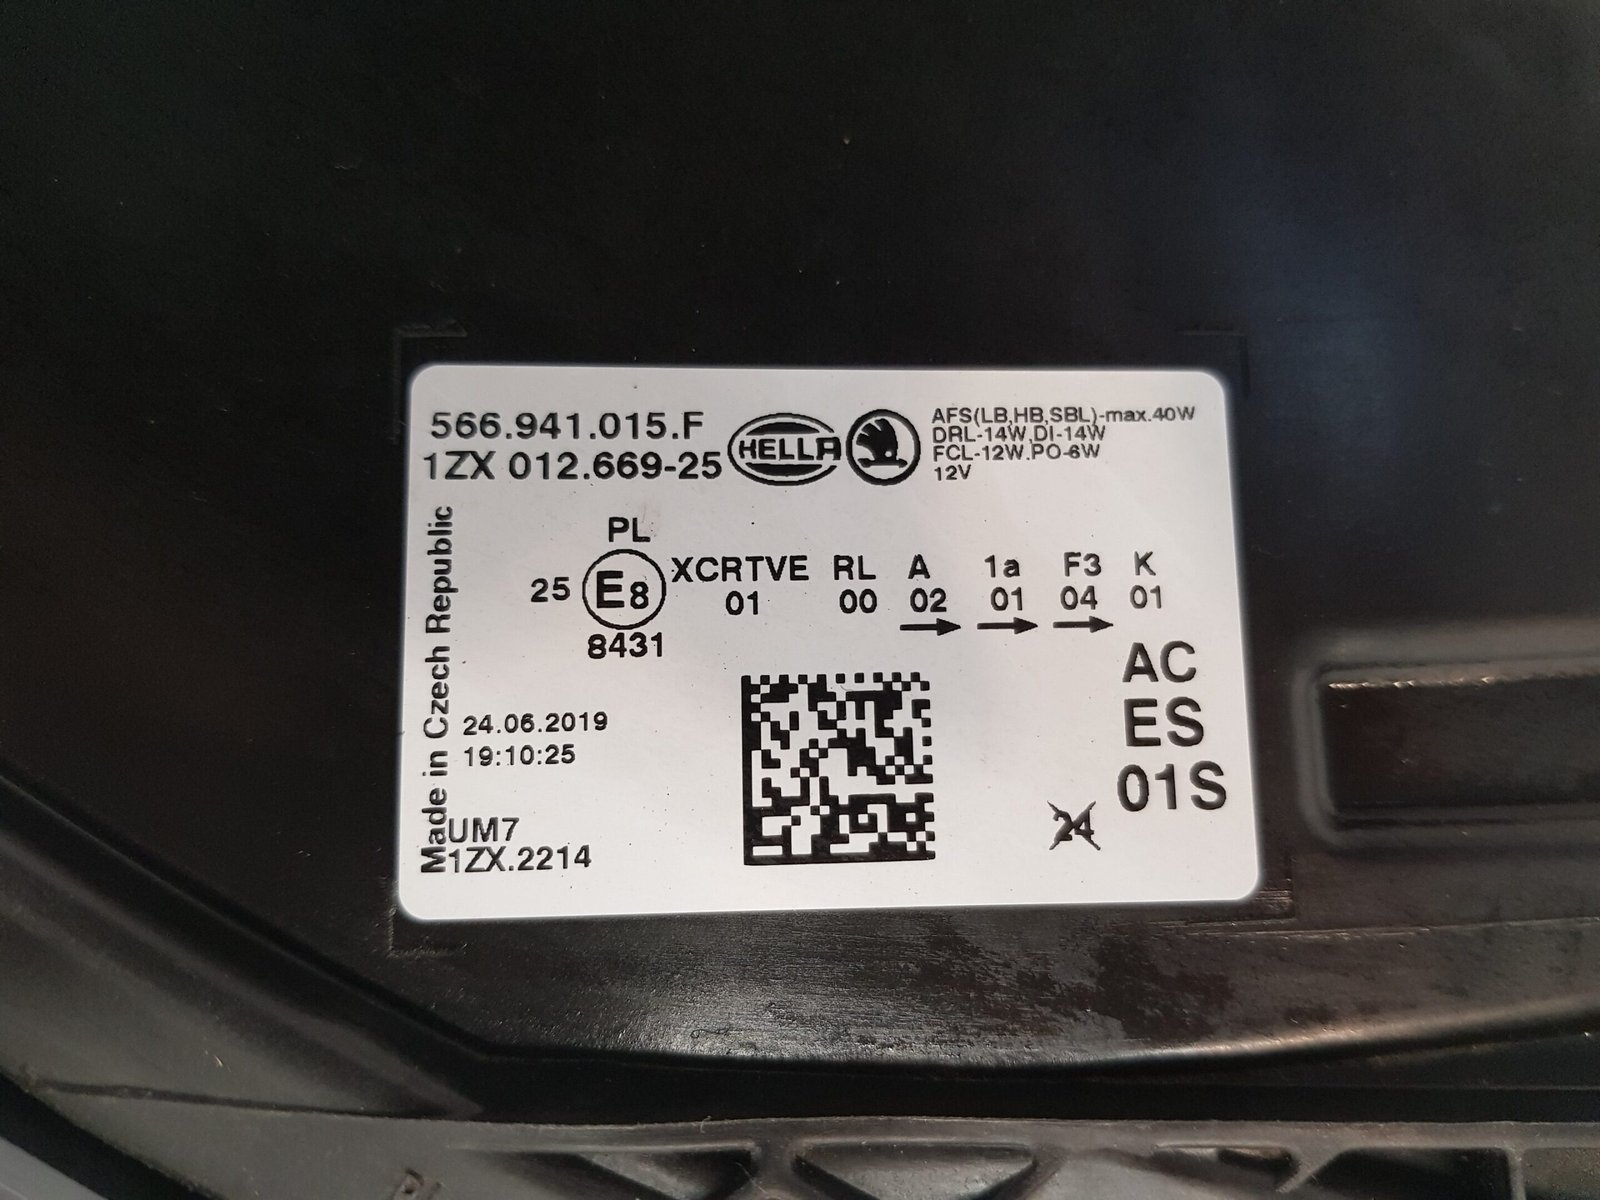 566.941.015.F
1ZX 012.669-25
HELLA
AFS(LB,HB,SBL)-max.40W
DRL-14W,DI-14W
FCL-12W,PO-6W
12V
Made in Czech Republic
PL
25 E8 XCRTVE RL A 1a F3 K
01 00 02 01 04 01
8431
AC
ES
01S
24.06.2019
19:10:25
24
UM7
1ZX.2214